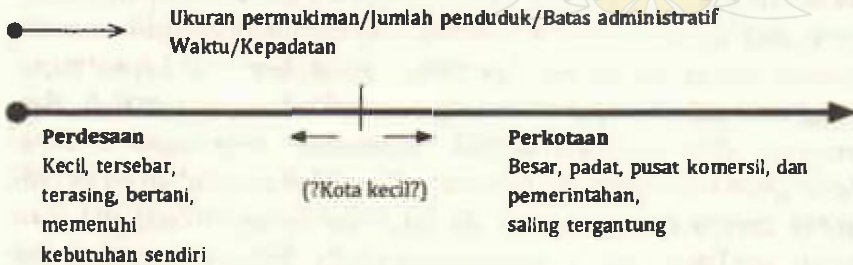 Ukuran permukiman/Jumlah penduduk/Batas administratif
Waktu/Kepadatan
Perdesaan
Kecil, tersebar,
terasing, bertani,
memenuhi
kebutuhan sendiri
(?Kota kecil?)
Perkotaan
Besar, padat, pusat komersil, dan
pemerintahan,
saling tergantung